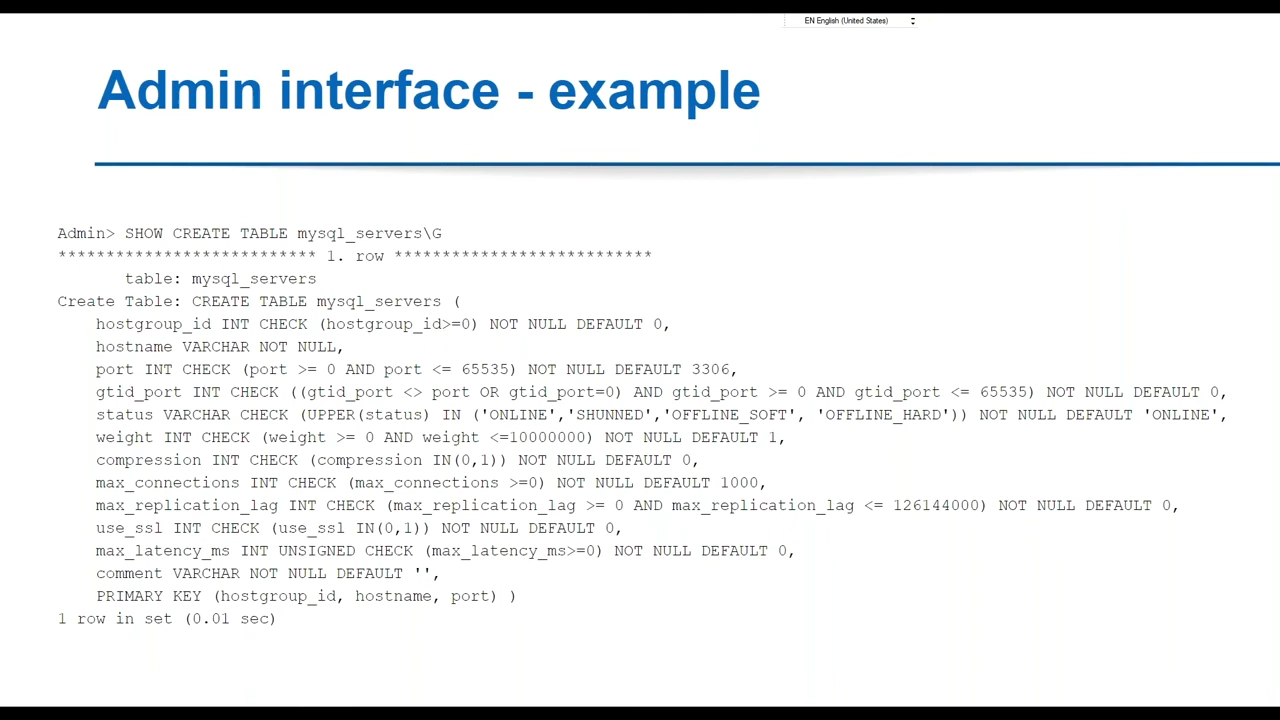 EN English (United States)
Admin interface - example
Admin> SHOW CREATE TABLE mysql_servers\G
*************************** 1. row ***************************
table: mysql_servers
Create Table: CREATE TABLE mysql_servers (
hostgroup_id INT CHECK (hostgroup_id>=0) NOT NULL DEFAULT 0,
hostname VARCHAR NOT NULL,
port INT CHECK (port >= 0 AND port <= 65535) NOT NULL DEFAULT 3306,
gtid_port INT CHECK ((gtid_port <> port OR gtid_port=0) AND gtid_port >= 0 AND gtid_port <= 65535) NOT NULL DEFAULT 0,
status VARCHAR CHECK (UPPER(status) IN ('ONLINE','SHUNNED','OFFLINE_SOFT', 'OFFLINE_HARD')) NOT NULL DEFAULT 'ONLINE',
weight INT CHECK (weight >= 0 AND weight <=10000000) NOT NULL DEFAULT 1,
compression INT CHECK (compression IN(0,1)) NOT NULL DEFAULT 0,
max_connections INT CHECK (max_connections >=0) NOT NULL DEFAULT 1000,
max_replication_lag INT CHECK (max_replication_lag >= 0 AND max_replication_lag <= 126144000) NOT NULL DEFAULT 0,
use_ssl INT CHECK (use_ssl IN(0,1)) NOT NULL DEFAULT 0,
max_latency_ms INT UNSIGNED CHECK (max_latency_ms>=0) NOT NULL DEFAULT 0,
comment VARCHAR NOT NULL DEFAULT '',
PRIMARY KEY (hostgroup_id, hostname, port) )
1 row in set (0.01 sec)